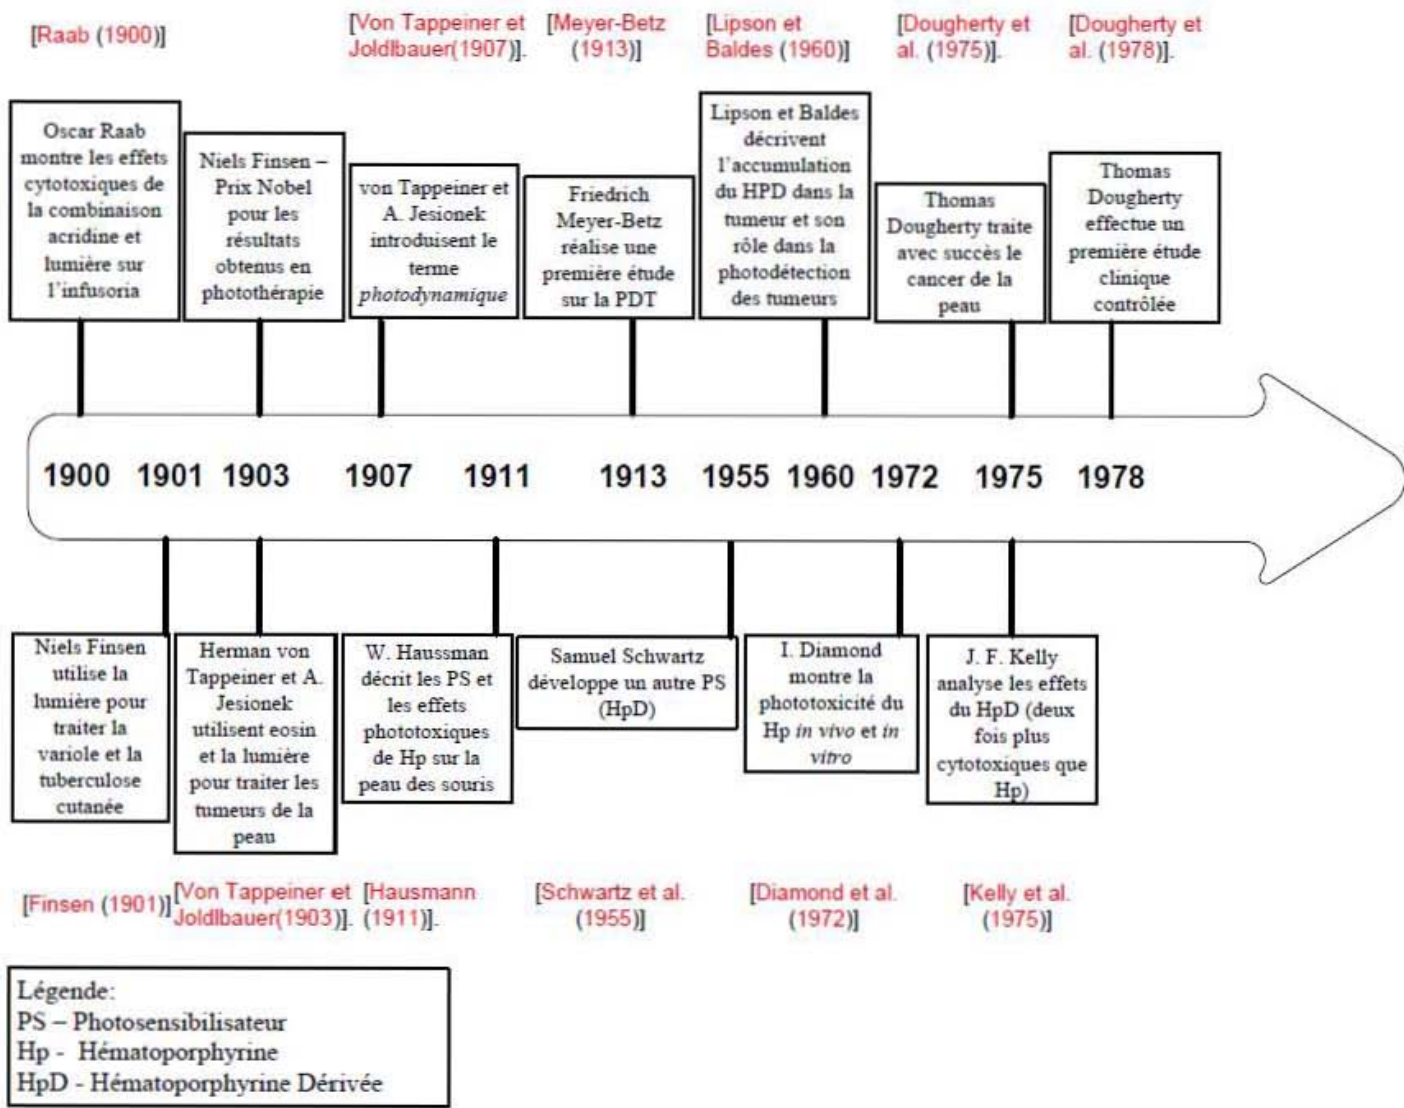 [Raab (1900)]
[Von Tappeiner et
Joldlbauer(1907)].
[Meyer-Betz
(1913)]
[Lipson et
Baldes (1960)]
[Dougherty et
al. (1975)].
[Dougherty et
al. (1978)].
Oscar Raab
montre les effets
cytotoxiques de
la combinaison
acridine et
lumière sur
l'infusoria
Niels Finsen –
Prix Nobel
pour les
résultats
obtenus en
photothérapie
von Tappeiner et
A. Jesionek
introduisent le
terme
photodynamique
Friedrich
Meyer-Betz
réalise une
première étude
sur la PDT
Lipson et Baldes
décrivent
l'accumulation
du HPD dans la
tumeur et son
rôle dans la
photodétection
des tumeurs
Thomas
Dougherty traite
avec succès le
cancer de la
peau
Thomas
Dougherty
effectue un
première étude
clinique
contrôlée
1900 1901 1903 1907 1911 1913 1955 1960 1972 1975 1978
Niels Finsen
utilise la
lumière pour
traiter la
variole et la
tuberculose
cutanée
Herman von
Tappeiner et A.
Jesionek
utilisent eosin
et la lumière
pour traiter les
tumeurs de la
peau
W. Haussman
décrit les PS et
les effets
phototoxiques
de Hp sur la
peau des souris
Samuel Schwartz
développe un autre PS
(HpD)
I. Diamond
montre la
phototoxicité du
Hp in vivo et in
vitro
J. F. Kelly
analyse les effets
du HpD (deux
fois plus
cytotoxiques que
Hp)
[Finsen (1901)]
[Von Tappeiner et
Joldlbauer(1903)].
[Hausmann
(1911)].
[Schwartz et al.
(1955)]
[Diamond et al.
(1972)]
[Kelly et al.
(1975)]
Légende:
PS – Photosensibilisateur
Hp - Hématoporphyrine
HpD - Hématoporphyrine Dérivée